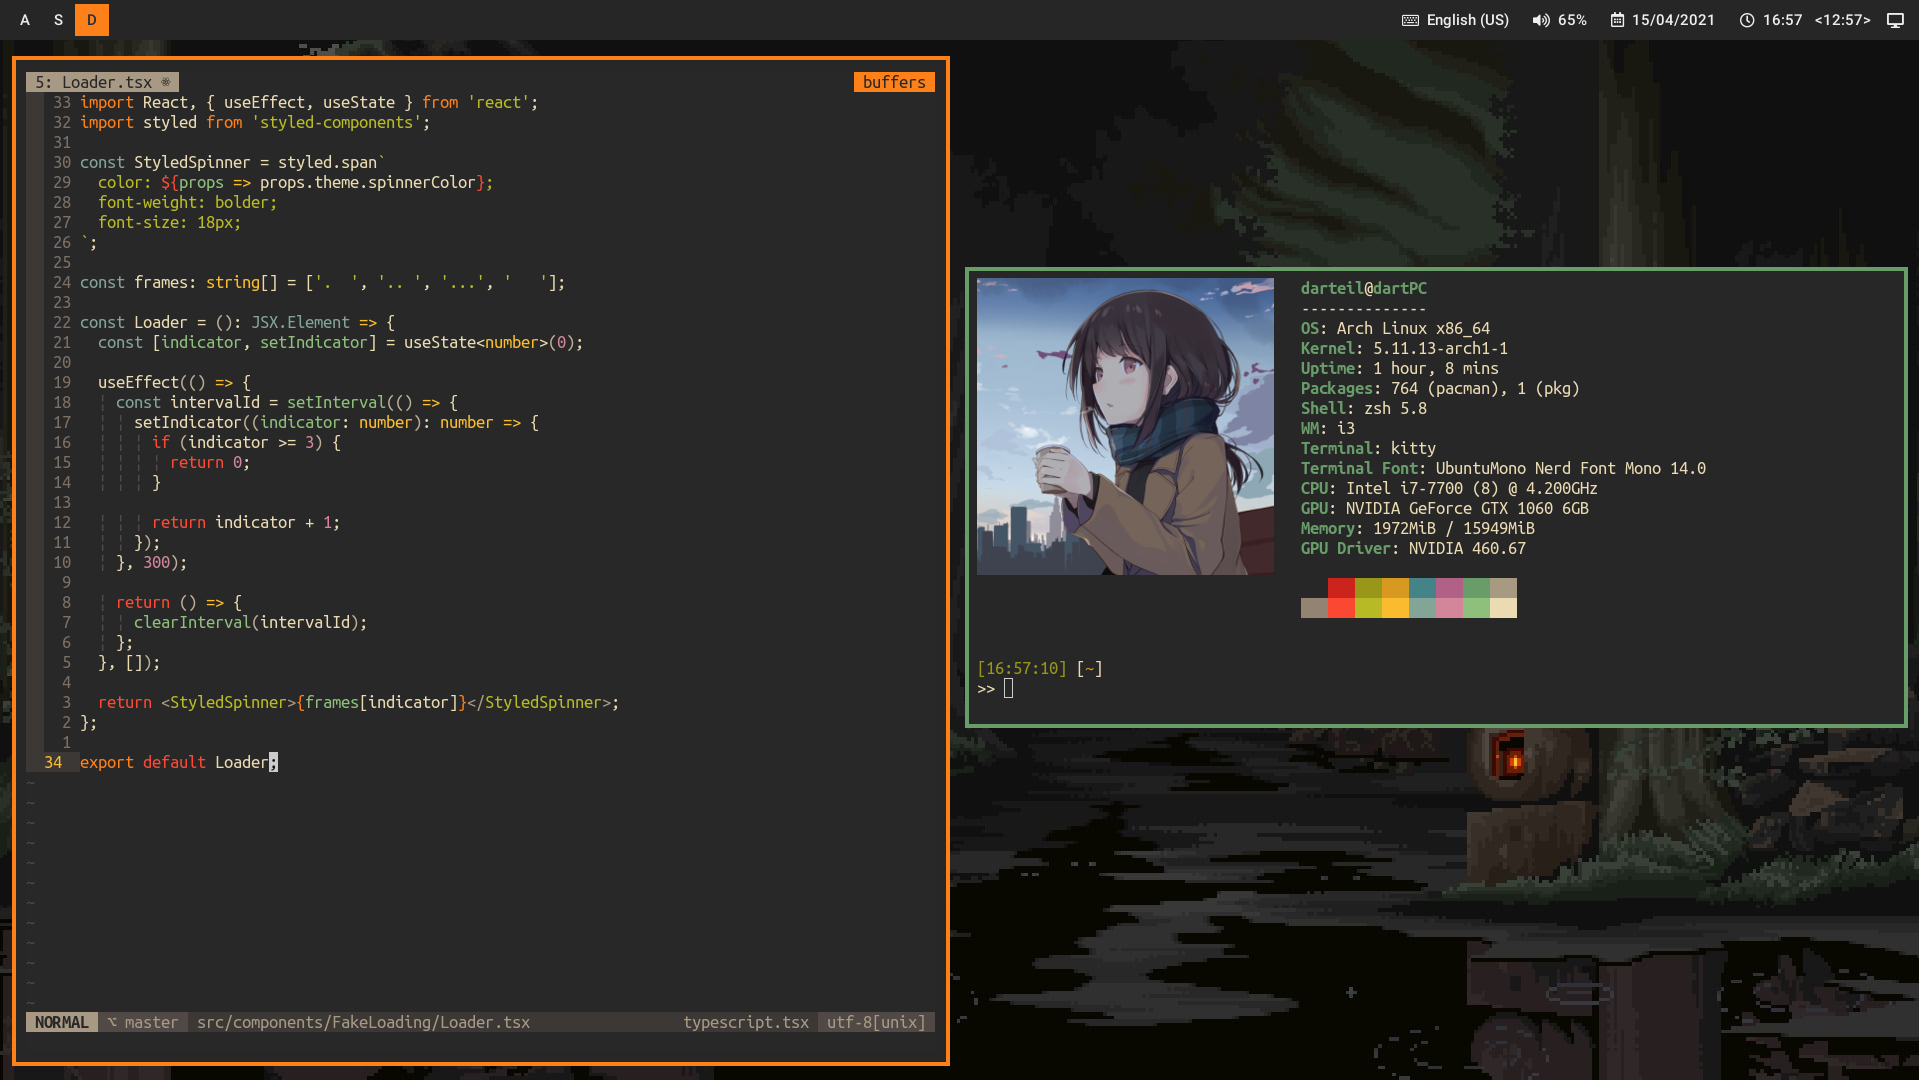 A S D English (US) 65% 15/04/2021 16:57 <12:57>
5: Loader.tsx buffers
33 import React, { useEffect, useState } from 'react';
32 import styled from 'styled-components';
31
30 const StyledSpinner = styled.span`
29   color: ${props => props.theme.spinnerColor};
28   font-weight: bolder;
27   font-size: 18px;
26 `;
25
24 const frames: string[] = ['.  ', '.. ', '...', '   '];
23
22 const Loader = (): JSX.Element => {
21   const [indicator, setIndicator] = useState<number>(0);
20
19   useEffect(() => {
18   ¦ const intervalId = setInterval(() => {
17   ¦ ¦ setIndicator((indicator: number): number => {
16   ¦ ¦ ¦ if (indicator >= 3) {
15   ¦ ¦ ¦ ¦ return 0;
14   ¦ ¦ ¦ }
13
12   ¦ ¦ ¦ return indicator + 1;
11   ¦ ¦ });
10   ¦ }, 300);
9
8   ¦ return () => {
7   ¦ ¦ clearInterval(intervalId);
6   ¦ };
5   }, []);
4
3   return <StyledSpinner>{frames[indicator]}</StyledSpinner>;
2 };
1
34 export default Loader;
~
~
~
~
~
~
~
~
~
~
~
~
NORMAL ⌥ master src/components/FakeLoading/Loader.tsx typescript.tsx utf-8[unix]
darteil@dartPC
--------------
OS: Arch Linux x86_64
Kernel: 5.11.13-arch1-1
Uptime: 1 hour, 8 mins
Packages: 764 (pacman), 1 (pkg)
Shell: zsh 5.8
WM: i3
Terminal: kitty
Terminal Font: UbuntuMono Nerd Font Mono 14.0
CPU: Intel i7-7700 (8) @ 4.200GHz
GPU: NVIDIA GeForce GTX 1060 6GB
Memory: 1972MiB / 15949MiB
GPU Driver: NVIDIA 460.67
[16:57:10] [~]
>>